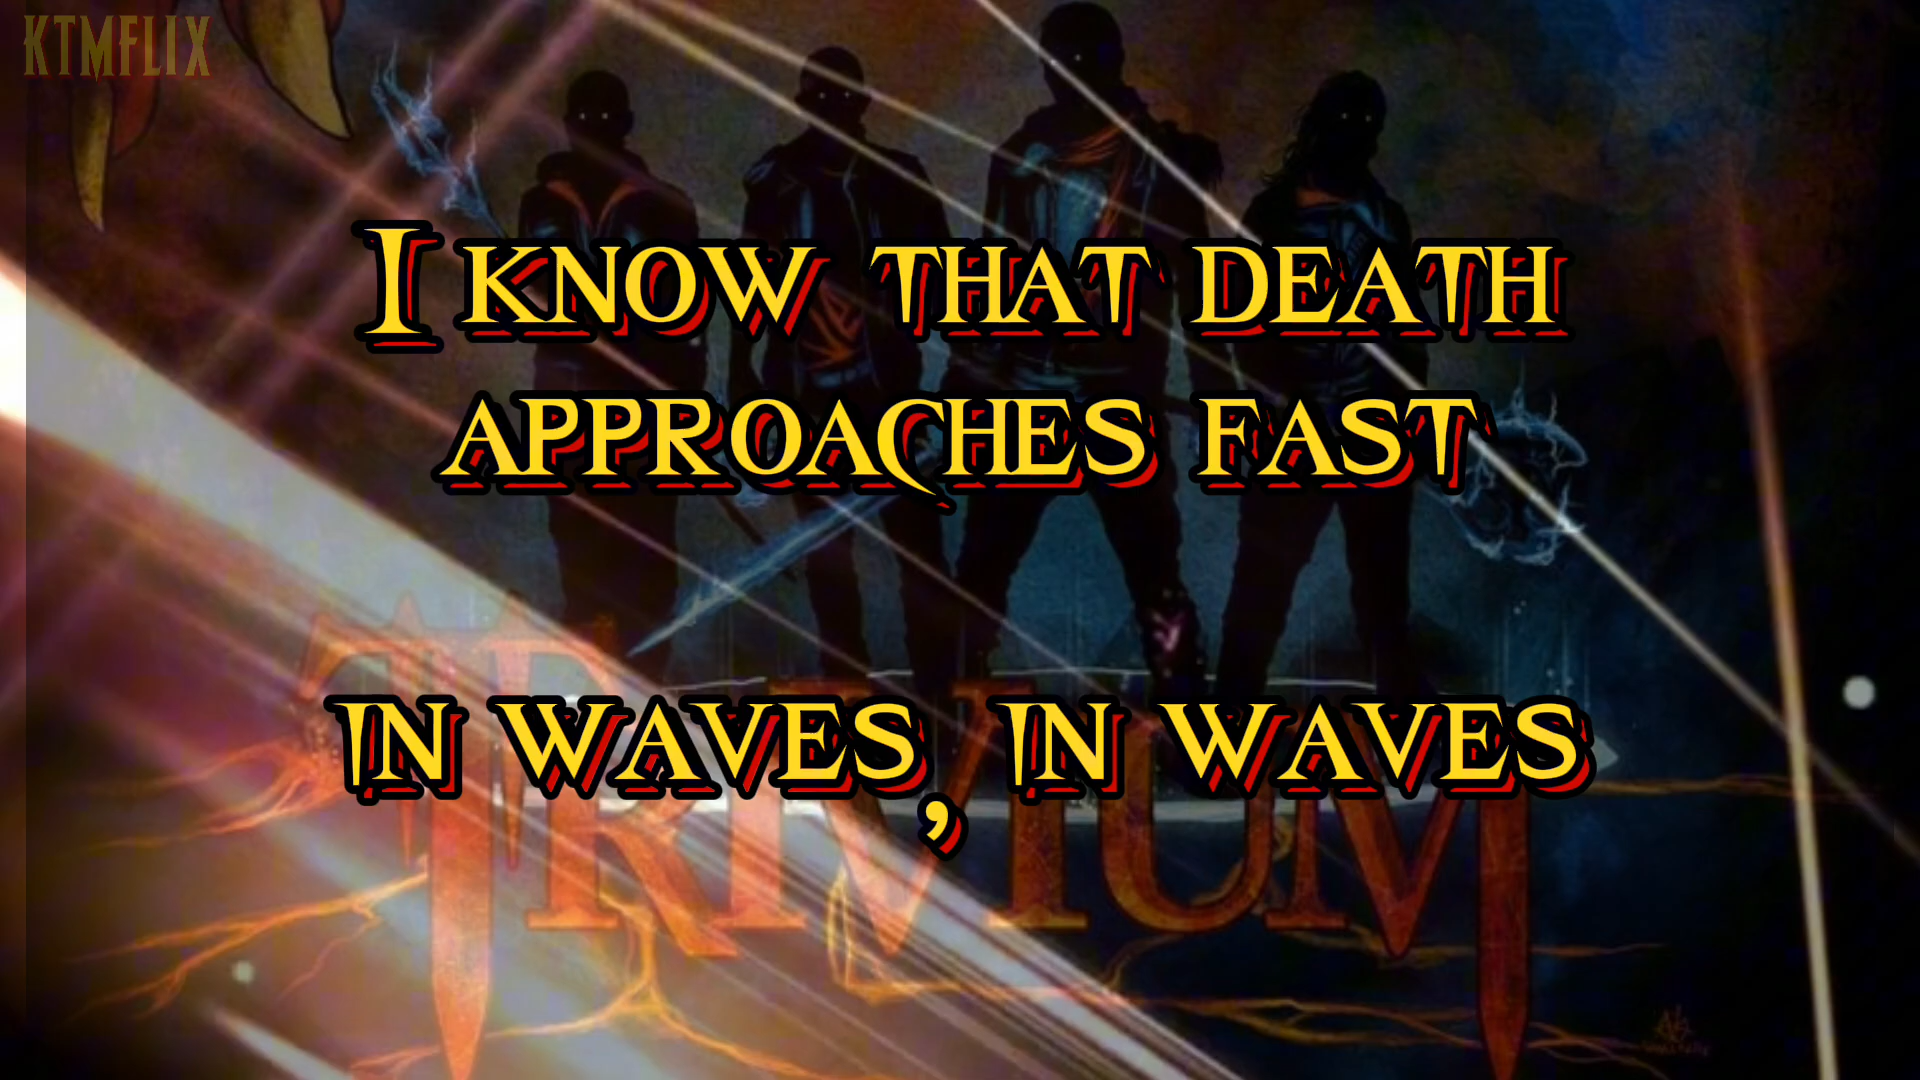 KTMFLIX
I KNOW THAT DEATH
APPROACHES FAST
IN WAVES, IN WAVES
TRIVIUM